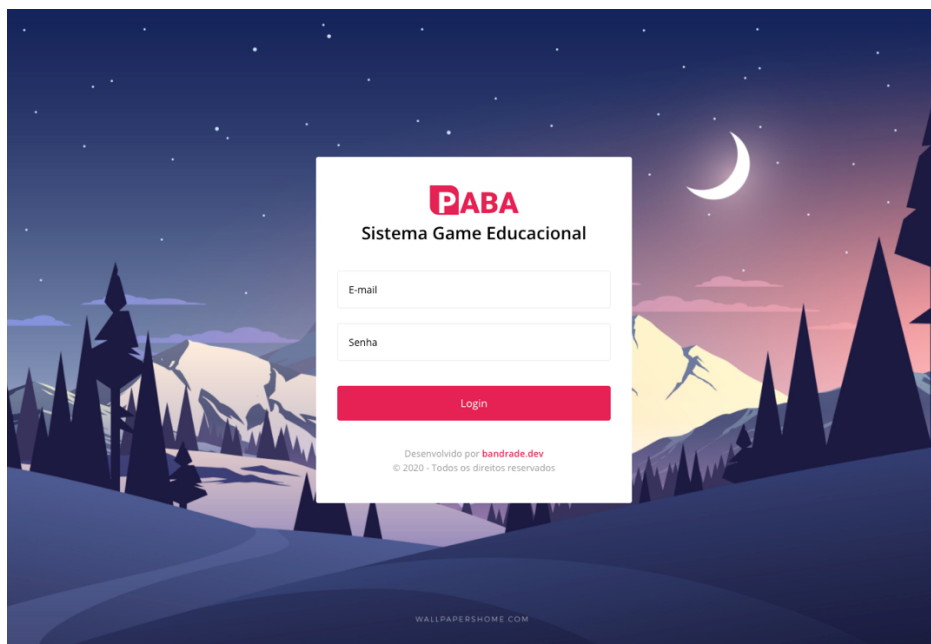 PABA
Sistema Game Educacional
E-mail
Senha
Login
Desenvolvido por bandrade.dev
© 2020 - Todos os direitos reservados
WALLPAPERSHOME.COM